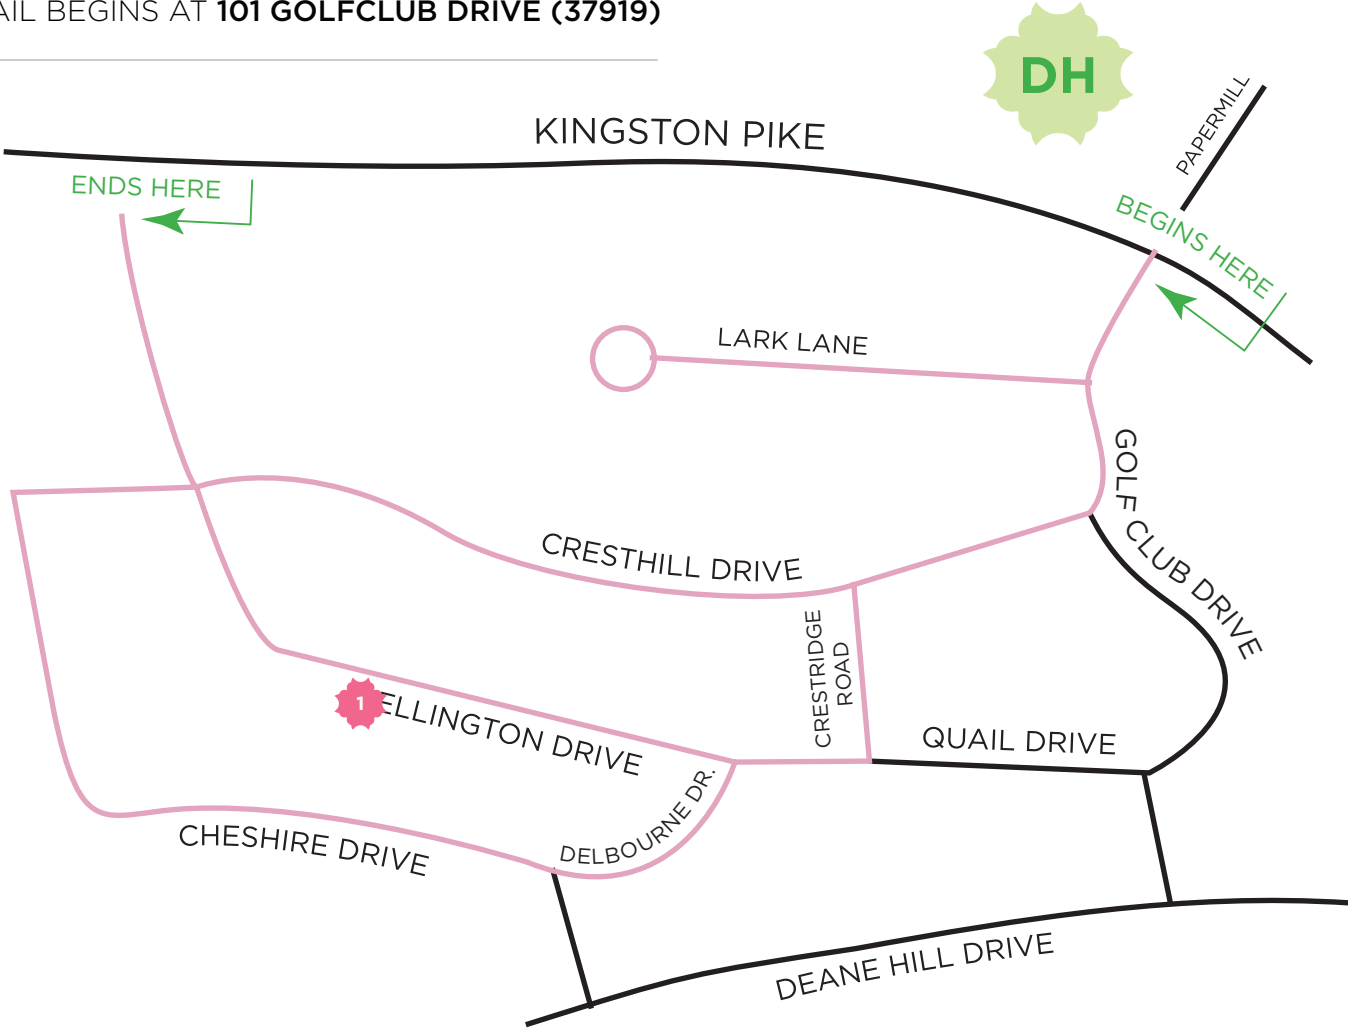 AIL BEGINS AT 101 GOLFCLUB DRIVE (37919)
DH
PAPERMILL
KINGSTON PIKE
ENDS HERE
BEGINS HERE
LARK LANE
GOLF CLUB DRIVE
CRESTHILL DRIVE
CRESTRIDGE
ROAD
1
ELLINGTON DRIVE
QUAIL DRIVE
DELBOURNE DR.
CHESHIRE DRIVE
DEANE HILL DRIVE